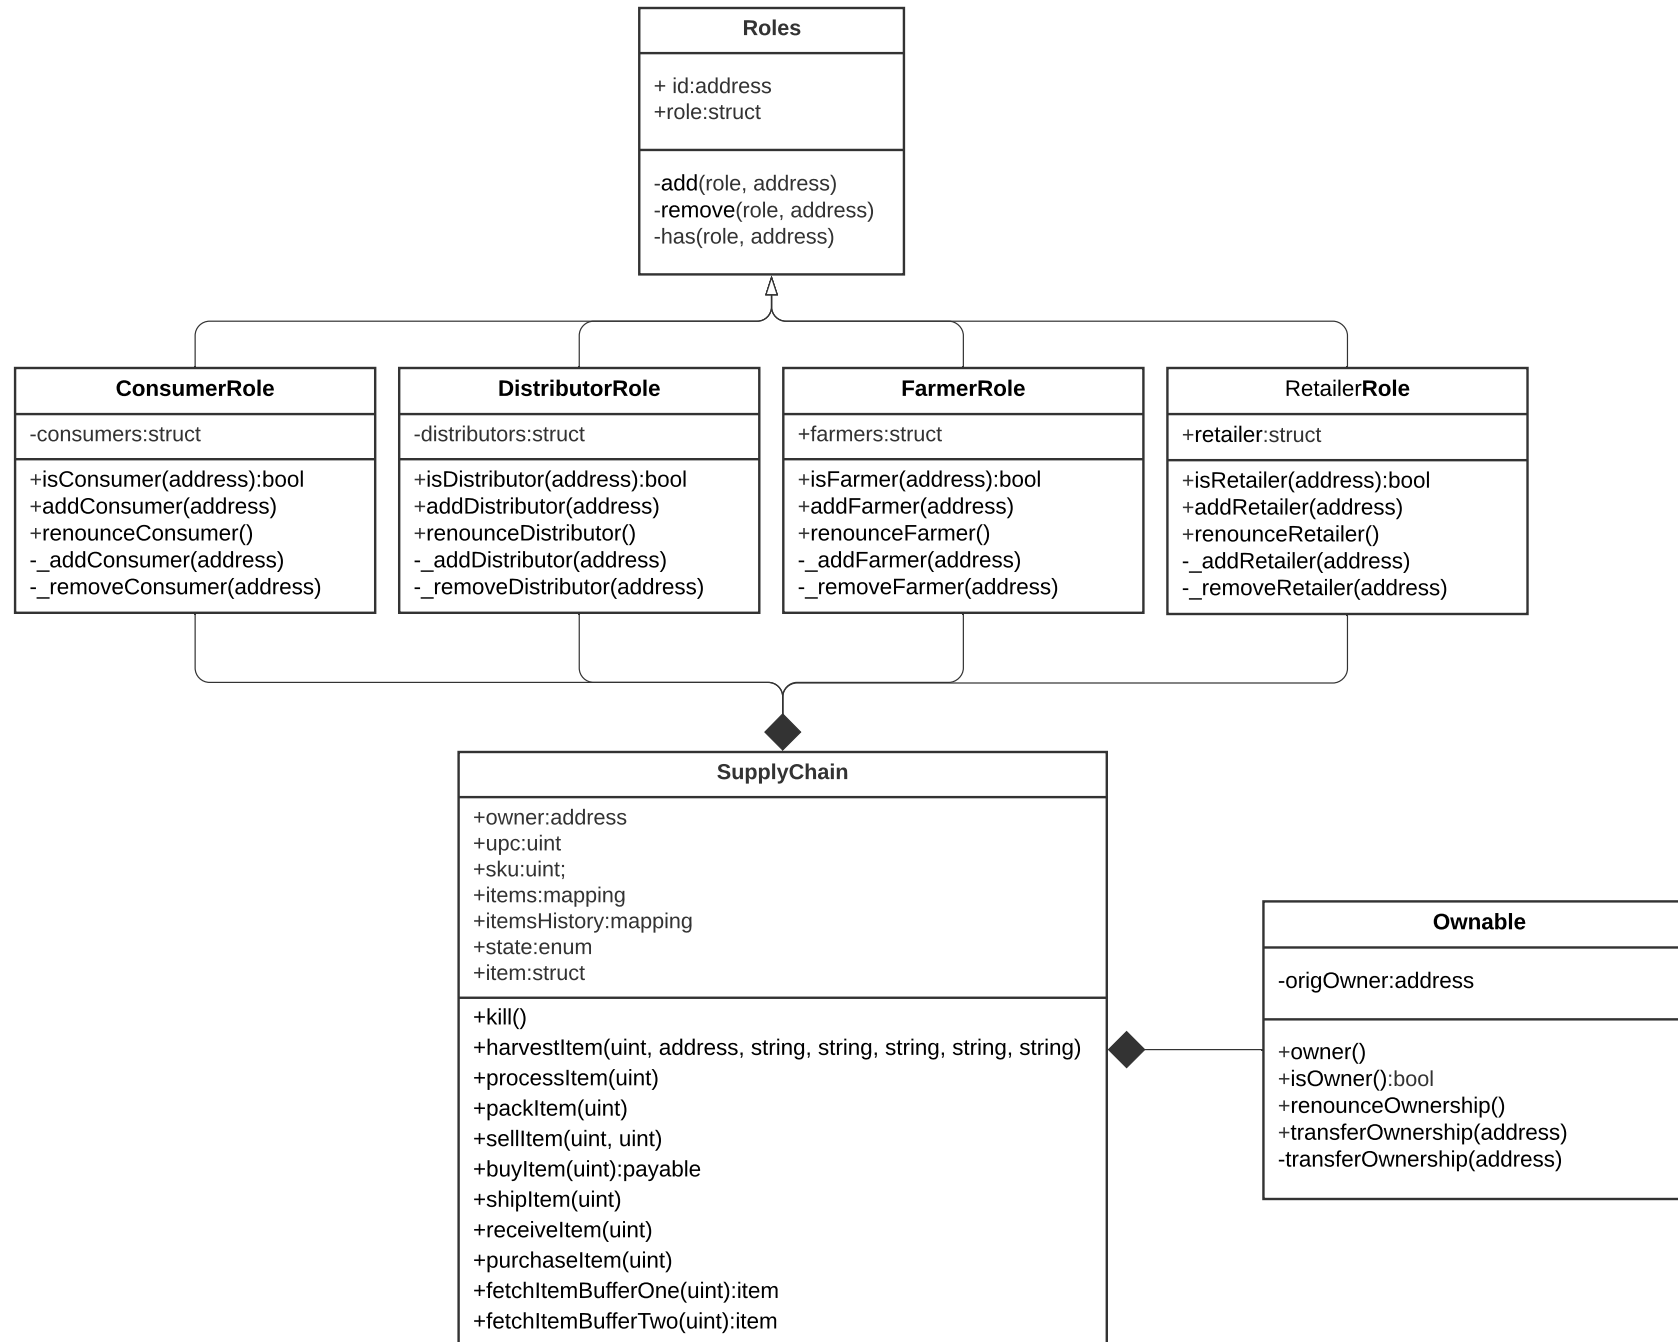 Roles
+ id:address
+role:struct
-add(role, address)
-remove(role, address)
-has(role, address)
ConsumerRole
-consumers:struct
+isConsumer(address):bool
+addConsumer(address)
+renounceConsumer()
-_addConsumer(address)
-_removeConsumer(address)
DistributorRole
-distributors:struct
+isDistributor(address):bool
+addDistributor(address)
+renounceDistributor()
-_addDistributor(address)
-_removeDistributor(address)
FarmerRole
+farmers:struct
+isFarmer(address):bool
+addFarmer(address)
+renounceFarmer()
-_addFarmer(address)
-_removeFarmer(address)
RetailerRole
+retailer:struct
+isRetailer(address):bool
+addRetailer(address)
+renounceRetailer()
-_addRetailer(address)
-_removeRetailer(address)
SupplyChain
+owner:address
+upc:uint
+sku:uint;
+items:mapping
+itemsHistory:mapping
+state:enum
+item:struct
+kill()
+harvestItem(uint, address, string, string, string, string, string)
+processItem(uint)
+packItem(uint)
+sellItem(uint, uint)
+buyItem(uint):payable
+shipItem(uint)
+receiveItem(uint)
+purchaseItem(uint)
+fetchItemBufferOne(uint):item
+fetchItemBufferTwo(uint):item
Ownable
-origOwner:address
+owner()
+isOwner():bool
+renounceOwnership()
+transferOwnership(address)
-transferOwnership(address)